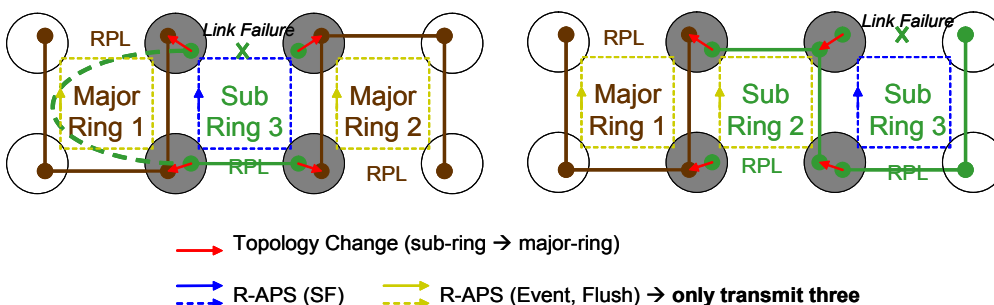 Link Failure
RPL
Major
Ring 1
Sub
Ring 3
Major
Ring 2
RPL
RPL
Link Failure
RPL
Major
Ring 1
Sub
Ring 2
Sub
Ring 3
RPL
RPL
Topology Change (sub-ring → major-ring)
R-APS (SF)
R-APS (Event, Flush) → only transmit three